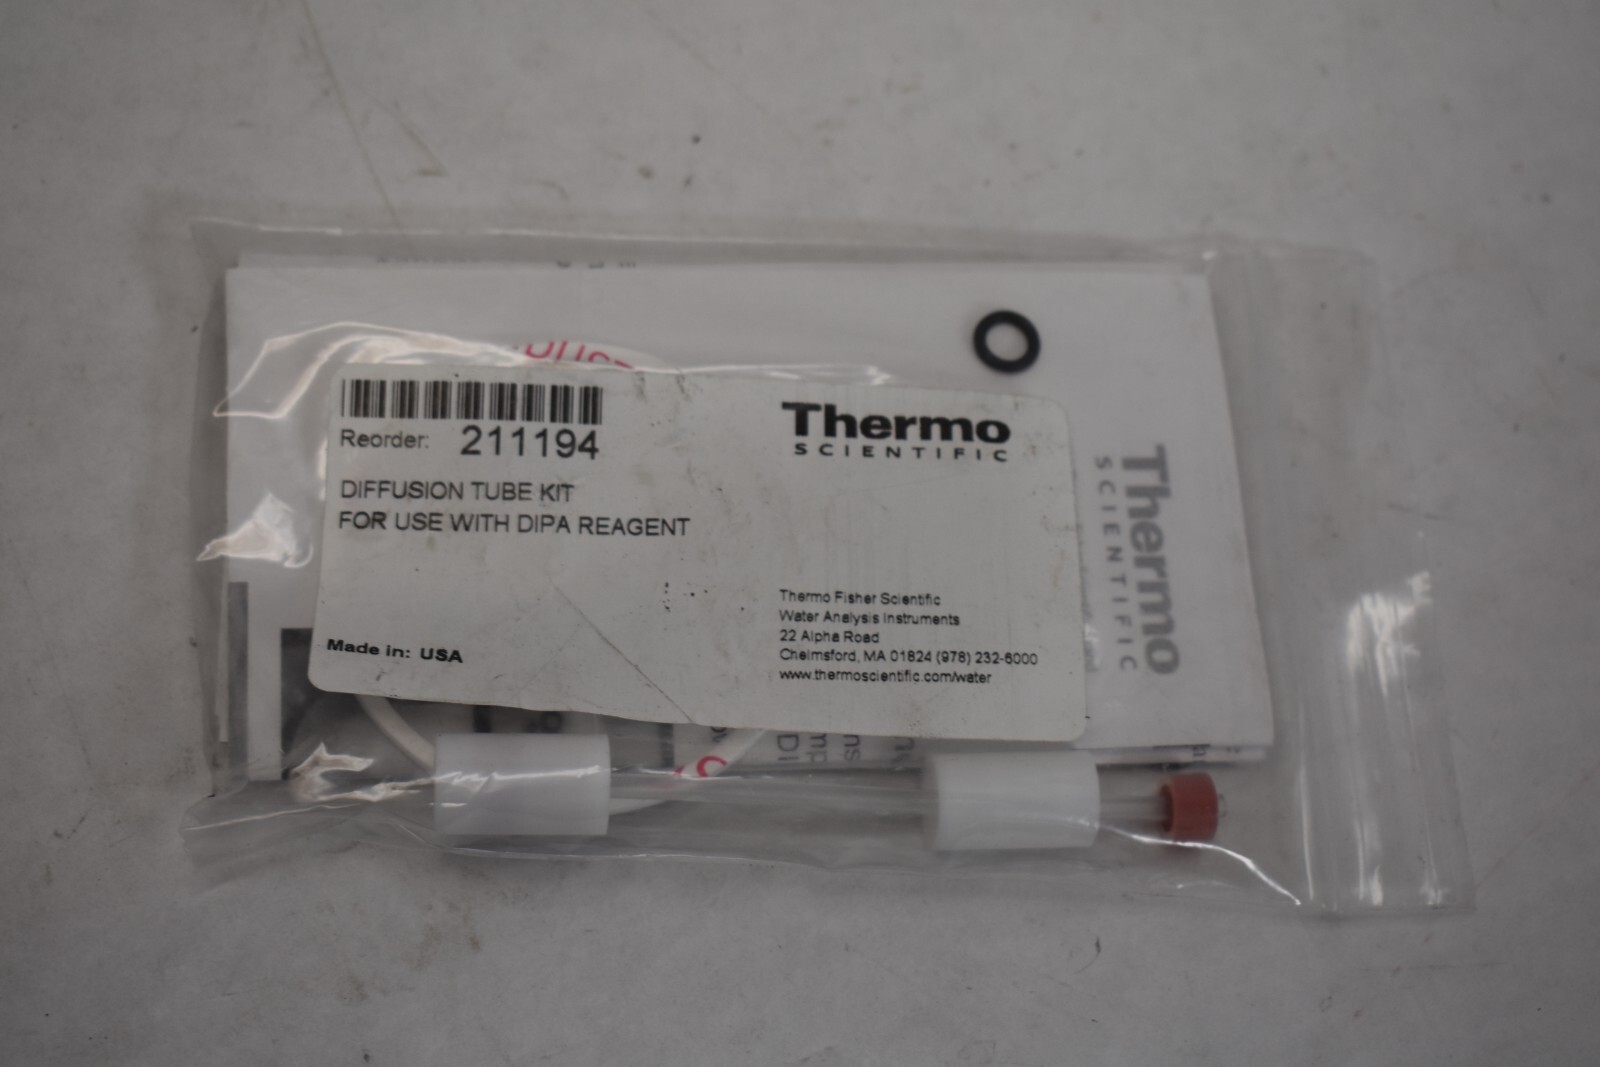 Reorder: 211194
DIFFUSION TUBE KIT
FOR USE WITH DIPA REAGENT
Made in: USA
Thermo
SCIENTIFIC
Thermo Fisher Scientific
Water Analysis Instruments
22 Alpha Road
Chelmsford, MA 01824 (978) 232-6000
www.thermoscientific.com/water
Thermo
SCIENTIFIC